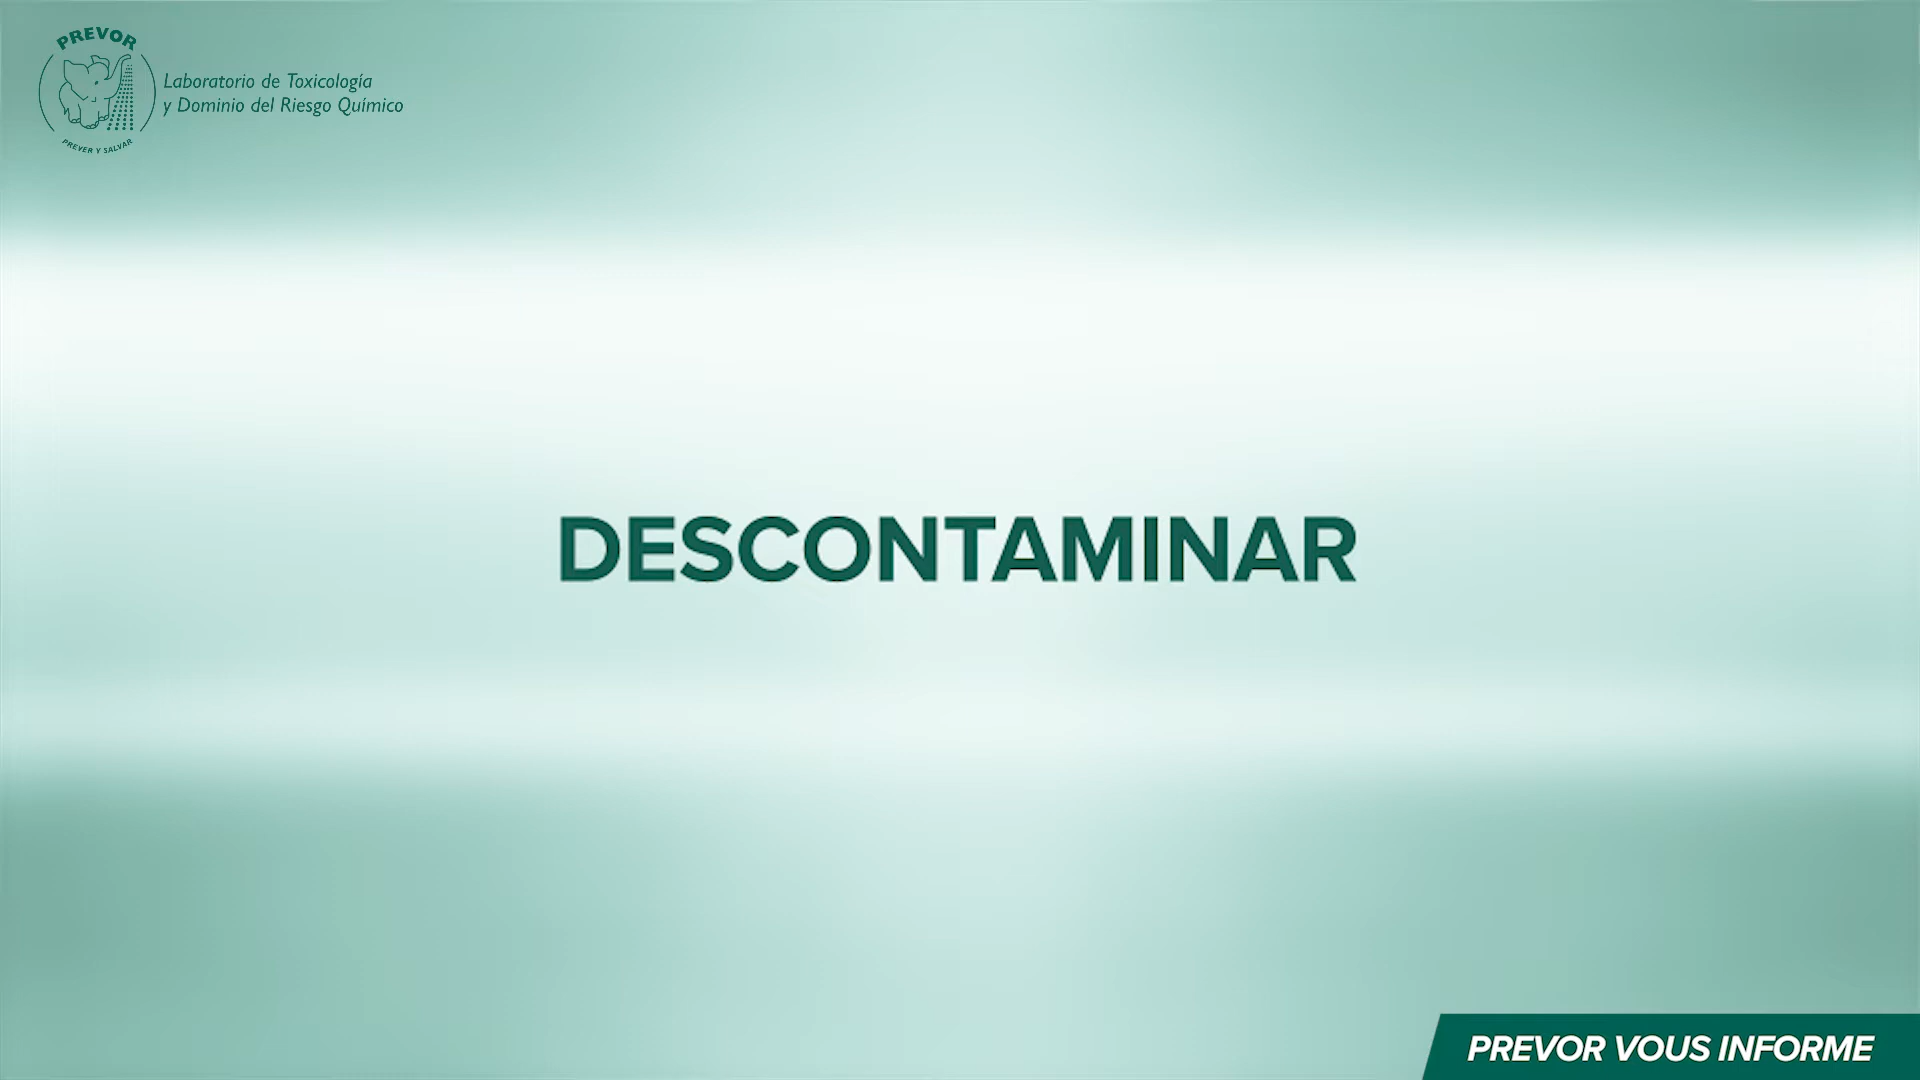 PREVOR
Laboratorio de Toxicología
y Dominio del Riesgo Químico
PREVER Y SALVAR
DESCONTAMINAR
PREVOR VOUS INFORME